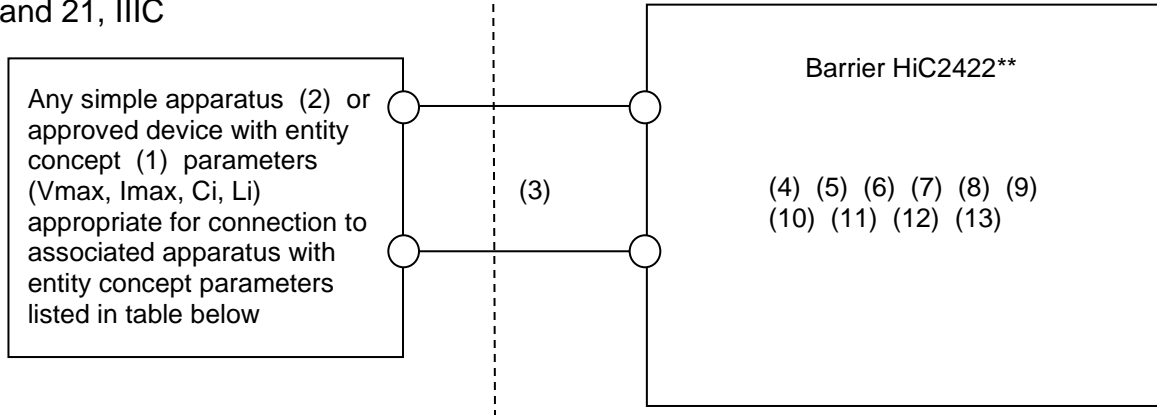 and 21, IIIC
Any simple apparatus (2) or
approved device with entity
concept (1) parameters
(Vmax, Imax, Ci, Li)
appropriate for connection to
associated apparatus with
entity concept parameters
listed in table below
(3)
Barrier HiC2422**
(4) (5) (6) (7) (8) (9)
(10) (11) (12) (13)